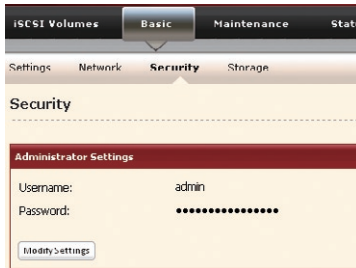 iSCSI Volumes Basic Maintenance Stat
Settings Network Security Storage
Security
Administrator Settings
Username: admin
Password: ••••••••••••••••
Modify Settings